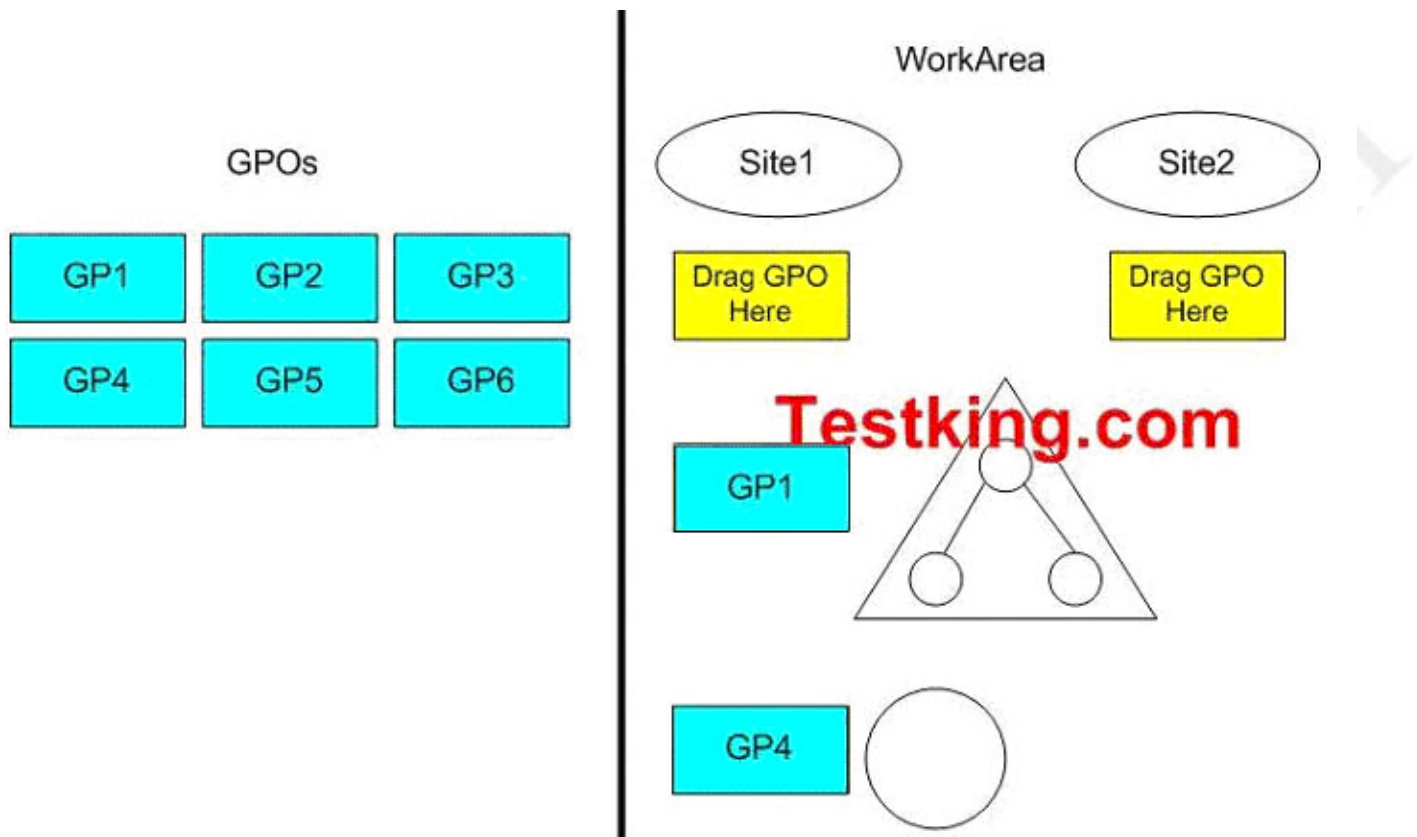 GPOs
GP1 GP2 GP3
GP4 GP5 GP6
WorkArea
Site1 Site2
Drag GPO
Here
Drag GPO
Here
Testking.com
GP1
GP4